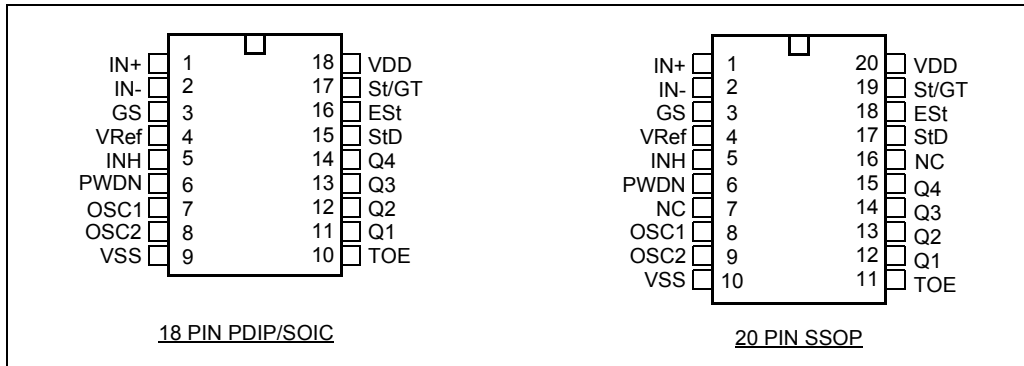 IN+ 1 18 VDD
IN- 2 17 St/GT
GS 3 16 ESt
VRef 4 15 StD
INH 5 14 Q4
PWDN 6 13 Q3
OSC1 7 12 Q2
OSC2 8 11 Q1
VSS 9 10 TOE
18 PIN PDIP/SOIC
IN+ 1 20 VDD
IN- 2 19 St/GT
GS 3 18 ESt
VRef 4 17 StD
INH 5 16 NC
PWDN 6 15 Q4
NC 7 14 Q3
OSC1 8 13 Q2
OSC2 9 12 Q1
VSS 10 11 TOE
20 PIN SSOP